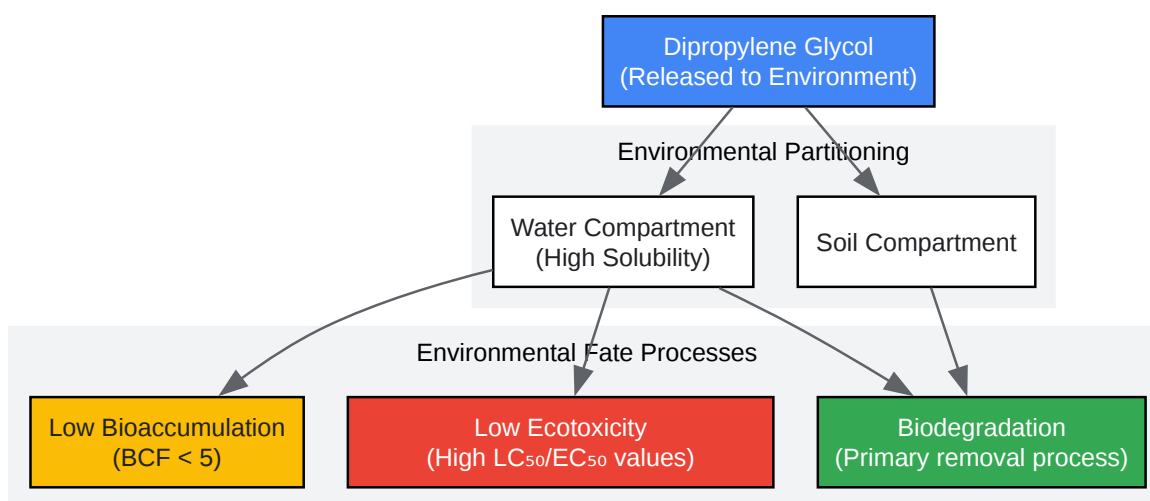 Dipropylene Glycol
(Released to Environment)
Environmental Partitioning
Water Compartment
(High Solubility)
Soil Compartment
Environmental Fate Processes
Low Bioaccumulation
(BCF < 5)
Low Ecotoxicity
(High LC₅₀/EC₅₀ values)
Biodegradation
(Primary removal process)